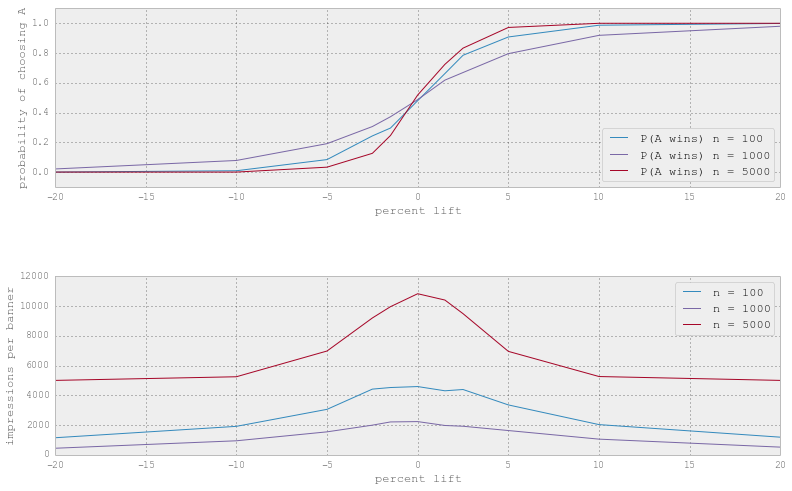 probability of choosing A
1.0
0.8
0.6
0.4
0.2
0.0
P(A wins) n = 100
P(A wins) n = 1000
P(A wins) n = 5000
−20 −15 −10 −5 0 5 10 15 20
percent lift
impressions per banner
12000
10000
8000
6000
4000
2000
0
n = 100
n = 1000
n = 5000
−20 −15 −10 −5 0 5 10 15 20
percent lift